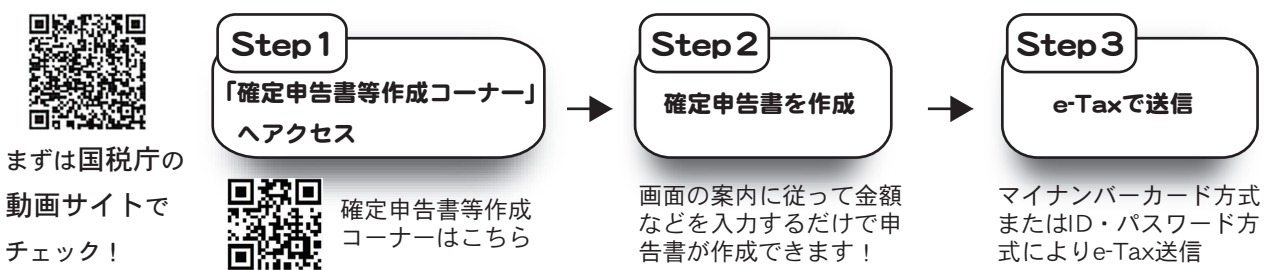 まずは国税庁の
動画サイトで
チェック！
Step1
「確定申告書等作成コーナー」
へアクセス
確定申告書等作成
コーナーはこちら
Step2
確定申告書を作成
画面の案内に従って金額
などを入力するだけで申
告書が作成できます！
Step3
e-Taxで送信
マイナンバーカード方式
またはID・パスワード方
式によりe-Tax送信